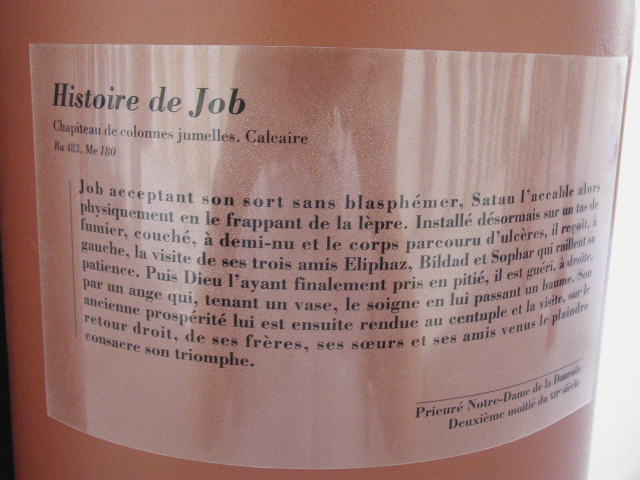 Histoire de Job
Chapiteau de colonnes jumelles. Calcaire
Ra 483. Me 180
Job acceptant son sort sans blasphémer, Satan l'accable alors
physiquement en le frappant de la lèpre. Installé désormais sur un tas de
fumier, couché, à demi-nu et le corps parcouru d'ulcères, il reçoit, à
gauche, la visite de ses trois amis Eliphaz, Bildad et Sophar qui raillent sa
patience. Puis Dieu l'ayant finalement pris en pitié, il est guéri, à droite,
par un ange qui, tenant un vase, le soigne en lui passant un baume. Son
ancienne prospérité lui est ensuite rendue au centuple et la visite, sur le
retour droit, de ses frères, ses sœurs et ses amis venus le plaindre
consacre son triomphe.
Prieuré Notre-Dame de la Daurade
Deuxième moitié du XIIe siècle